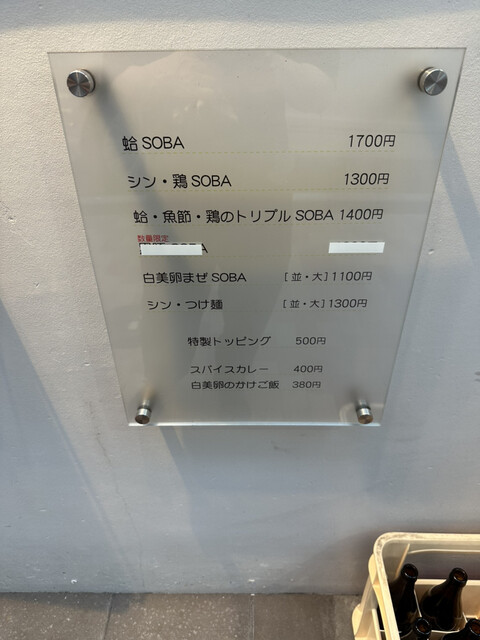 蛤 SOBA 1700円
シン・鶏 SOBA 1300円
蛤・魚節・鶏のトリプル SOBA 1400円
数量限定
白美卵まぜ SOBA [並・大] 1100円
シン・つけ麺 [並・大] 1300円
特製トッピング 500円
スパイスカレー 400円
白美卵のかけご飯 380円